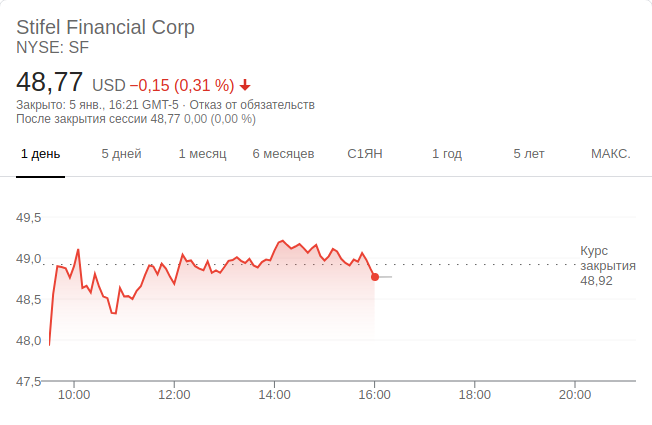 Stifel Financial Corp
NYSE: SF
48,77 USD −0,15 (0,31 %)
Закрыто: 5 янв., 16:21 GMT-5 · Отказ от обязательств
После закрытия сессии 48,77 0,00 (0,00 %)
1 день 5 дней 1 месяц 6 месяцев С1ЯН 1 год 5 лет МАКС.
49,5
49,0
48,5
48,0
47,5
Курс
закрытия
48,92
10:00 12:00 14:00 16:00 18:00 20:00